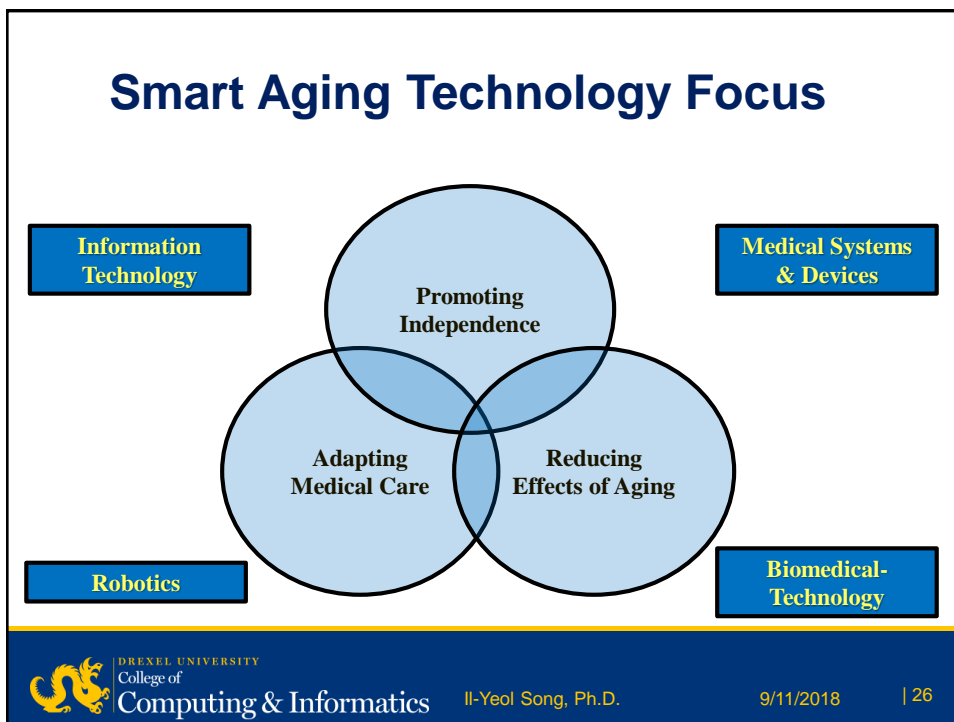 Smart Aging Technology Focus
Information
Technology
Medical Systems
& Devices
Promoting
Independence
Adapting
Medical Care
Reducing
Effects of Aging
Robotics
Biomedical-
Technology
DREXEL UNIVERSITY
College of
Computing & Informatics
Il-Yeol Song, Ph.D.
9/11/2018
| 26